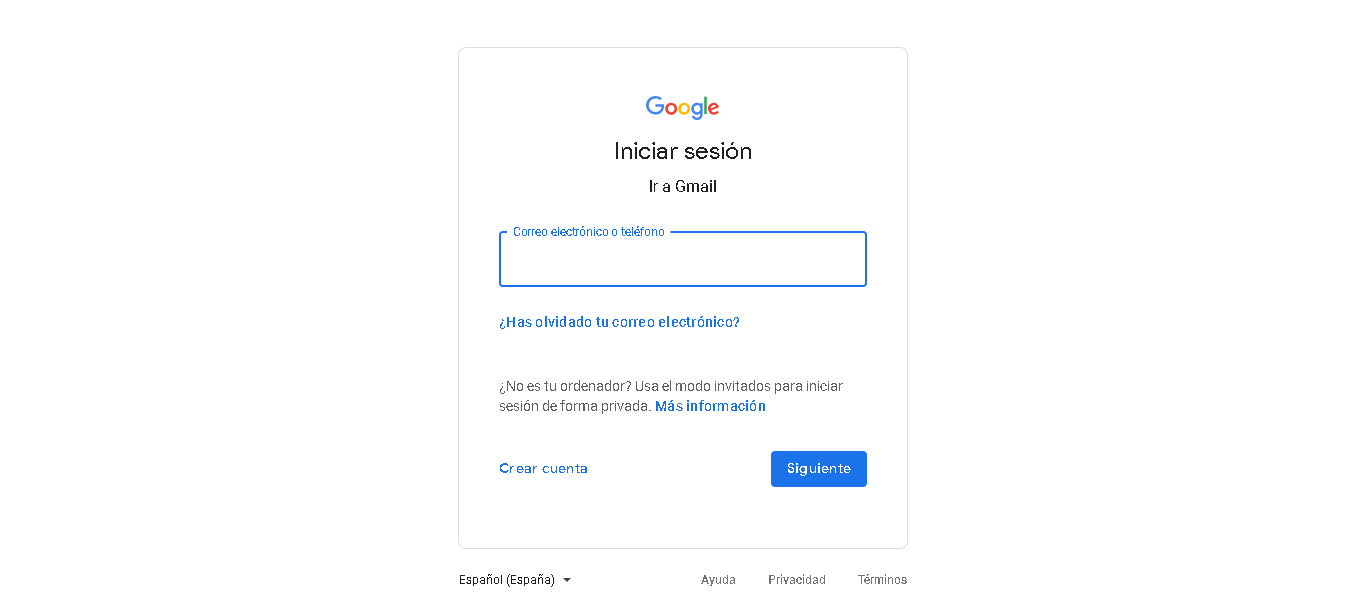 Google
Iniciar sesión
Ir a Gmail
Correo electrónico o teléfono
¿Has olvidado tu correo electrónico?
¿No es tu ordenador? Usa el modo invitados para iniciar
sesión de forma privada. Más información
Crear cuenta
Siguiente
Español (España)
Ayuda
Privacidad
Términos